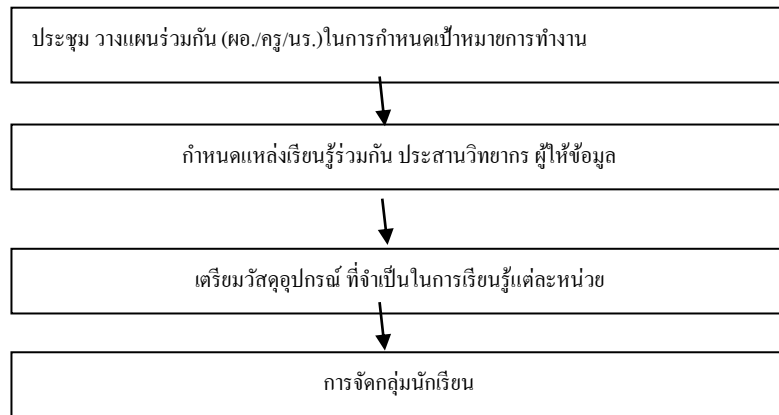 ประชุม วางแผนร่วมกัน (ผอ./ครู/นร.)ในการกำหนดเป้าหมายการทำงาน
กำหนดแหล่งเรียนรู้ร่วมกัน ประสานวิทยากร ผู้ให้ข้อมูล
เตรียมวัสดุอุปกรณ์ ที่จำเป็นในการเรียนรู้แต่ละหน่วย
การจัดกลุ่มนักเรียน